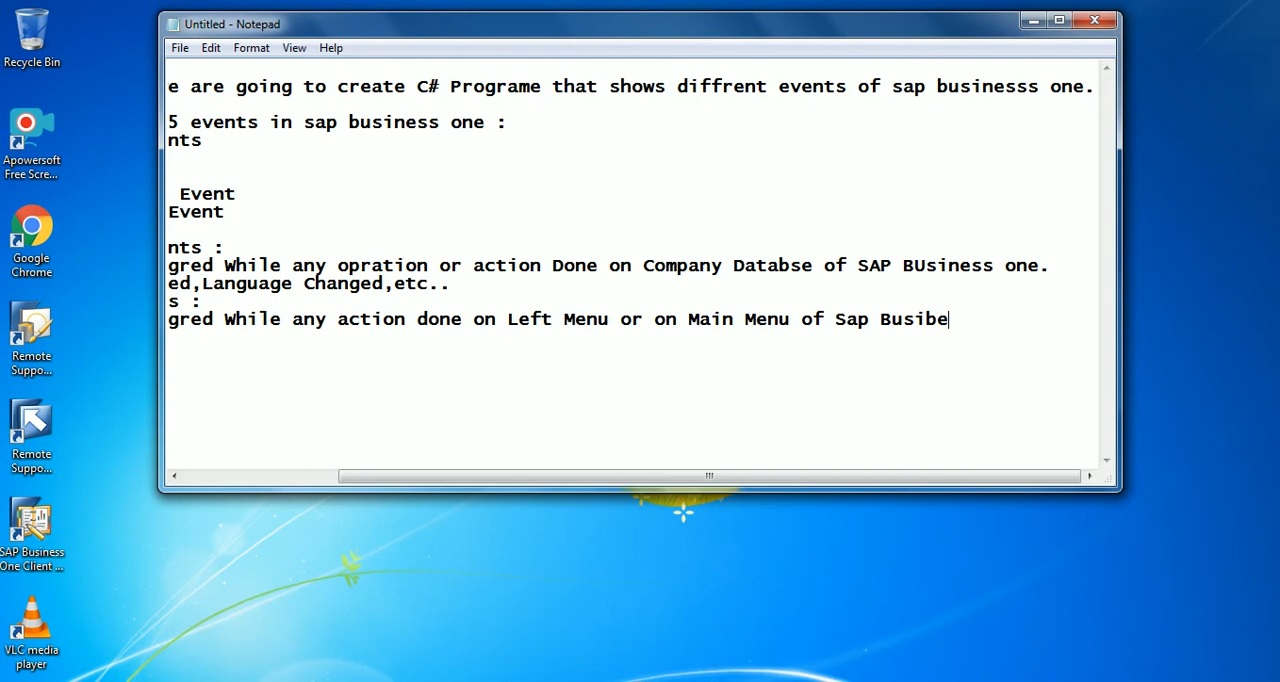 Untitled - Notepad
File Edit Format View Help
e are going to create C# Programe that shows diffrent events of sap businesss one.
5 events in sap business one :
nts
Event
Event
nts :
gred While any opration or action Done on Company Databse of SAP BUsiness one.
ed,Language Changed,etc..
s :
gred While any action done on Left Menu or on Main Menu of Sap Busibe
Recycle Bin
Apowersoft
Free Scre...
Google
Chrome
Remote
Suppo...
Remote
Suppo...
SAP Business
One Client ...
VLC media
player